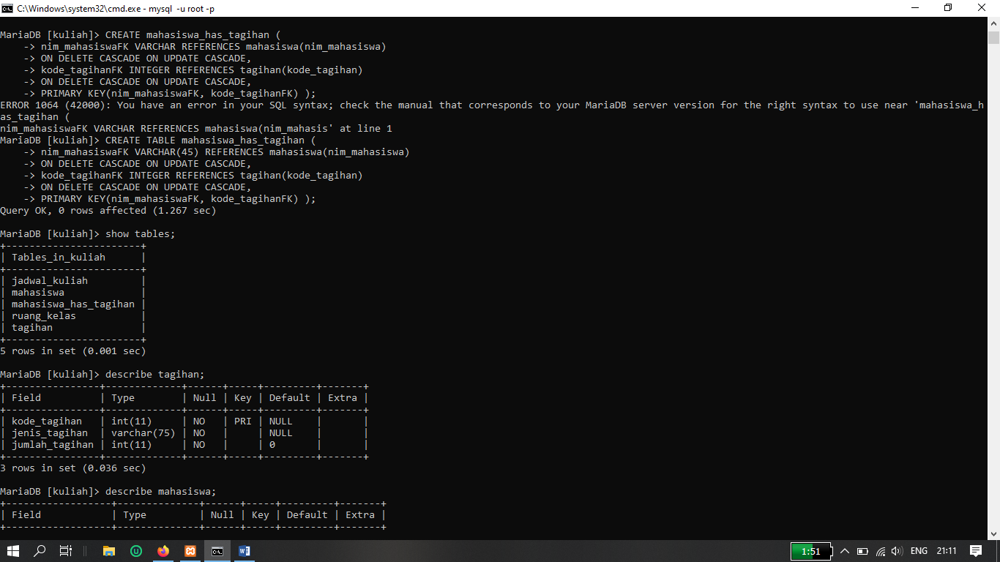 C:\Windows\system32\cmd.exe - mysql  -u root -p
MariaDB [kuliah]> CREATE mahasiswa_has_tagihan (
    -> nim_mahasiswaFK VARCHAR REFERENCES mahasiswa(nim_mahasiswa)
    -> ON DELETE CASCADE ON UPDATE CASCADE,
    -> kode_tagihanFK INTEGER REFERENCES tagihan(kode_tagihan)
    -> ON DELETE CASCADE ON UPDATE CASCADE,
    -> PRIMARY KEY(nim_mahasiswaFK, kode_tagihanFK) );
ERROR 1064 (42000): You have an error in your SQL syntax; check the manual that corresponds to your MariaDB server version for the right syntax to use near 'mahasiswa_h
as_tagihan (
nim_mahasiswaFK VARCHAR REFERENCES mahasiswa(nim_mahasis' at line 1
MariaDB [kuliah]> CREATE TABLE mahasiswa_has_tagihan (
    -> nim_mahasiswaFK VARCHAR(45) REFERENCES mahasiswa(nim_mahasiswa)
    -> ON DELETE CASCADE ON UPDATE CASCADE,
    -> kode_tagihanFK INTEGER REFERENCES tagihan(kode_tagihan)
    -> ON DELETE CASCADE ON UPDATE CASCADE,
    -> PRIMARY KEY(nim_mahasiswaFK, kode_tagihanFK) );
Query OK, 0 rows affected (1.267 sec)
MariaDB [kuliah]> show tables;
+-----------------------+
| Tables_in_kuliah      |
+-----------------------+
| jadwal_kuliah         |
| mahasiswa             |
| mahasiswa_has_tagihan |
| ruang_kelas           |
| tagihan               |
+-----------------------+
5 rows in set (0.001 sec)
MariaDB [kuliah]> describe tagihan;
+----------------+-------------+------+-----+---------+-------+
| Field          | Type        | Null | Key | Default | Extra |
+----------------+-------------+------+-----+---------+-------+
| kode_tagihan   | int(11)     | NO   | PRI | NULL    |       |
| jenis_tagihan  | varchar(75) | NO   |     | NULL    |       |
| jumlah_tagihan | int(11)     | NO   |     | 0       |       |
+----------------+-------------+------+-----+---------+-------+
3 rows in set (0.036 sec)
MariaDB [kuliah]> describe mahasiswa;
+------------------+--------------+------+-----+---------+-------+
| Field            | Type         | Null | Key | Default | Extra |
+------------------+--------------+------+-----+---------+-------+
1:51 ENG 21:11